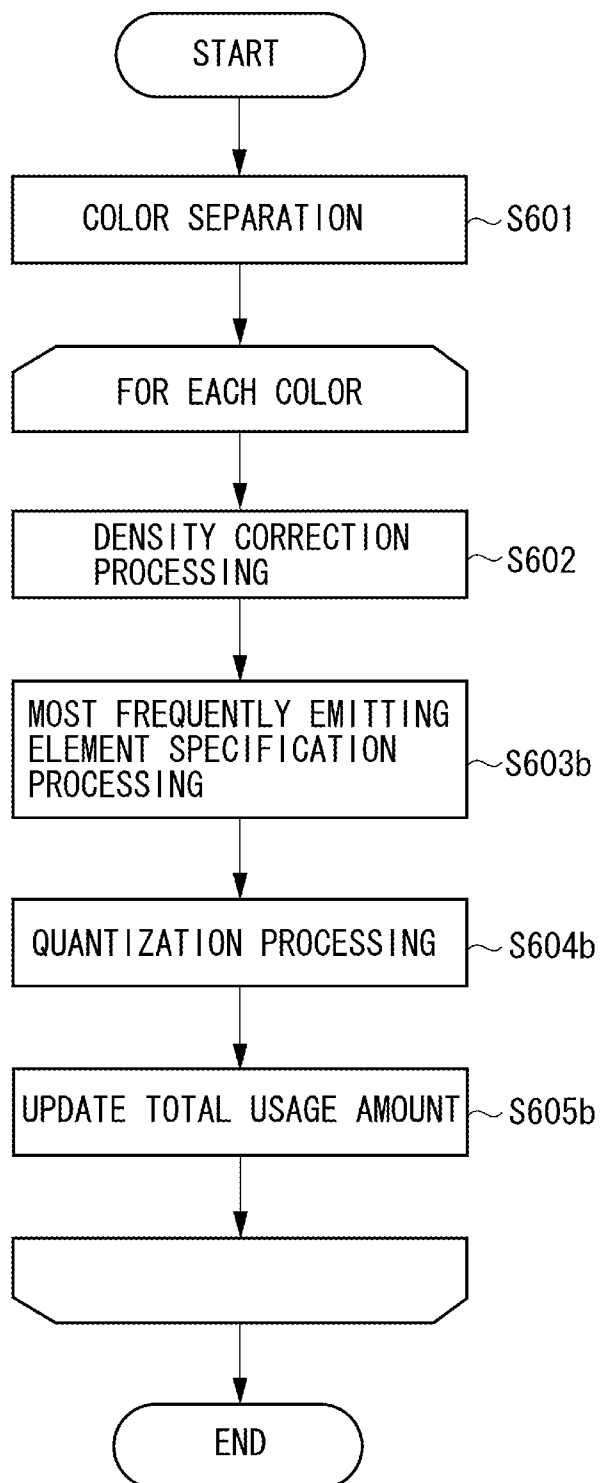 START
COLOR SEPARATION
S601
FOR EACH COLOR
DENSITY CORRECTION
PROCESSING
S602
MOST FREQUENTLY EMITTING
ELEMENT SPECIFICATION
PROCESSING
S603b
QUANTIZATION PROCESSING
S604b
UPDATE TOTAL USAGE AMOUNT
S605b
END